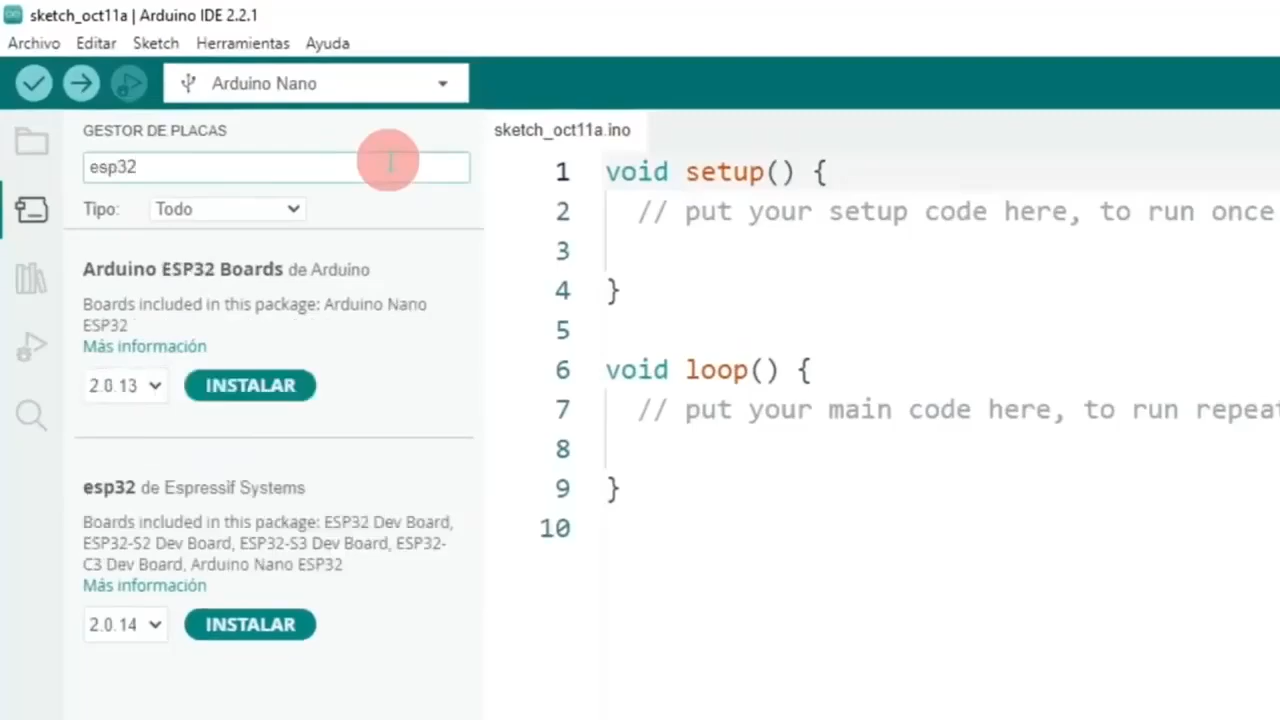 sketch_oct11a | Arduino IDE 2.2.1
Archivo Editar Sketch Herramientas Ayuda
Arduino Nano
GESTOR DE PLACAS
esp32
Tipo: Todo
Arduino ESP32 Boards de Arduino
Boards included in this package: Arduino Nano
ESP32
Más información
2.0.13 INSTALAR
esp32 de Espressif Systems
Boards included in this package: ESP32 Dev Board,
ESP32-S2 Dev Board, ESP32-S3 Dev Board, ESP32-
C3 Dev Board, Arduino Nano ESP32
Más información
2.0.14 INSTALAR
sketch_oct11a.ino
1 void setup() {
2 // put your setup code here, to run once
3
4 }
5
6 void loop() {
7 // put your main code here, to run repeat
8
9 }
10